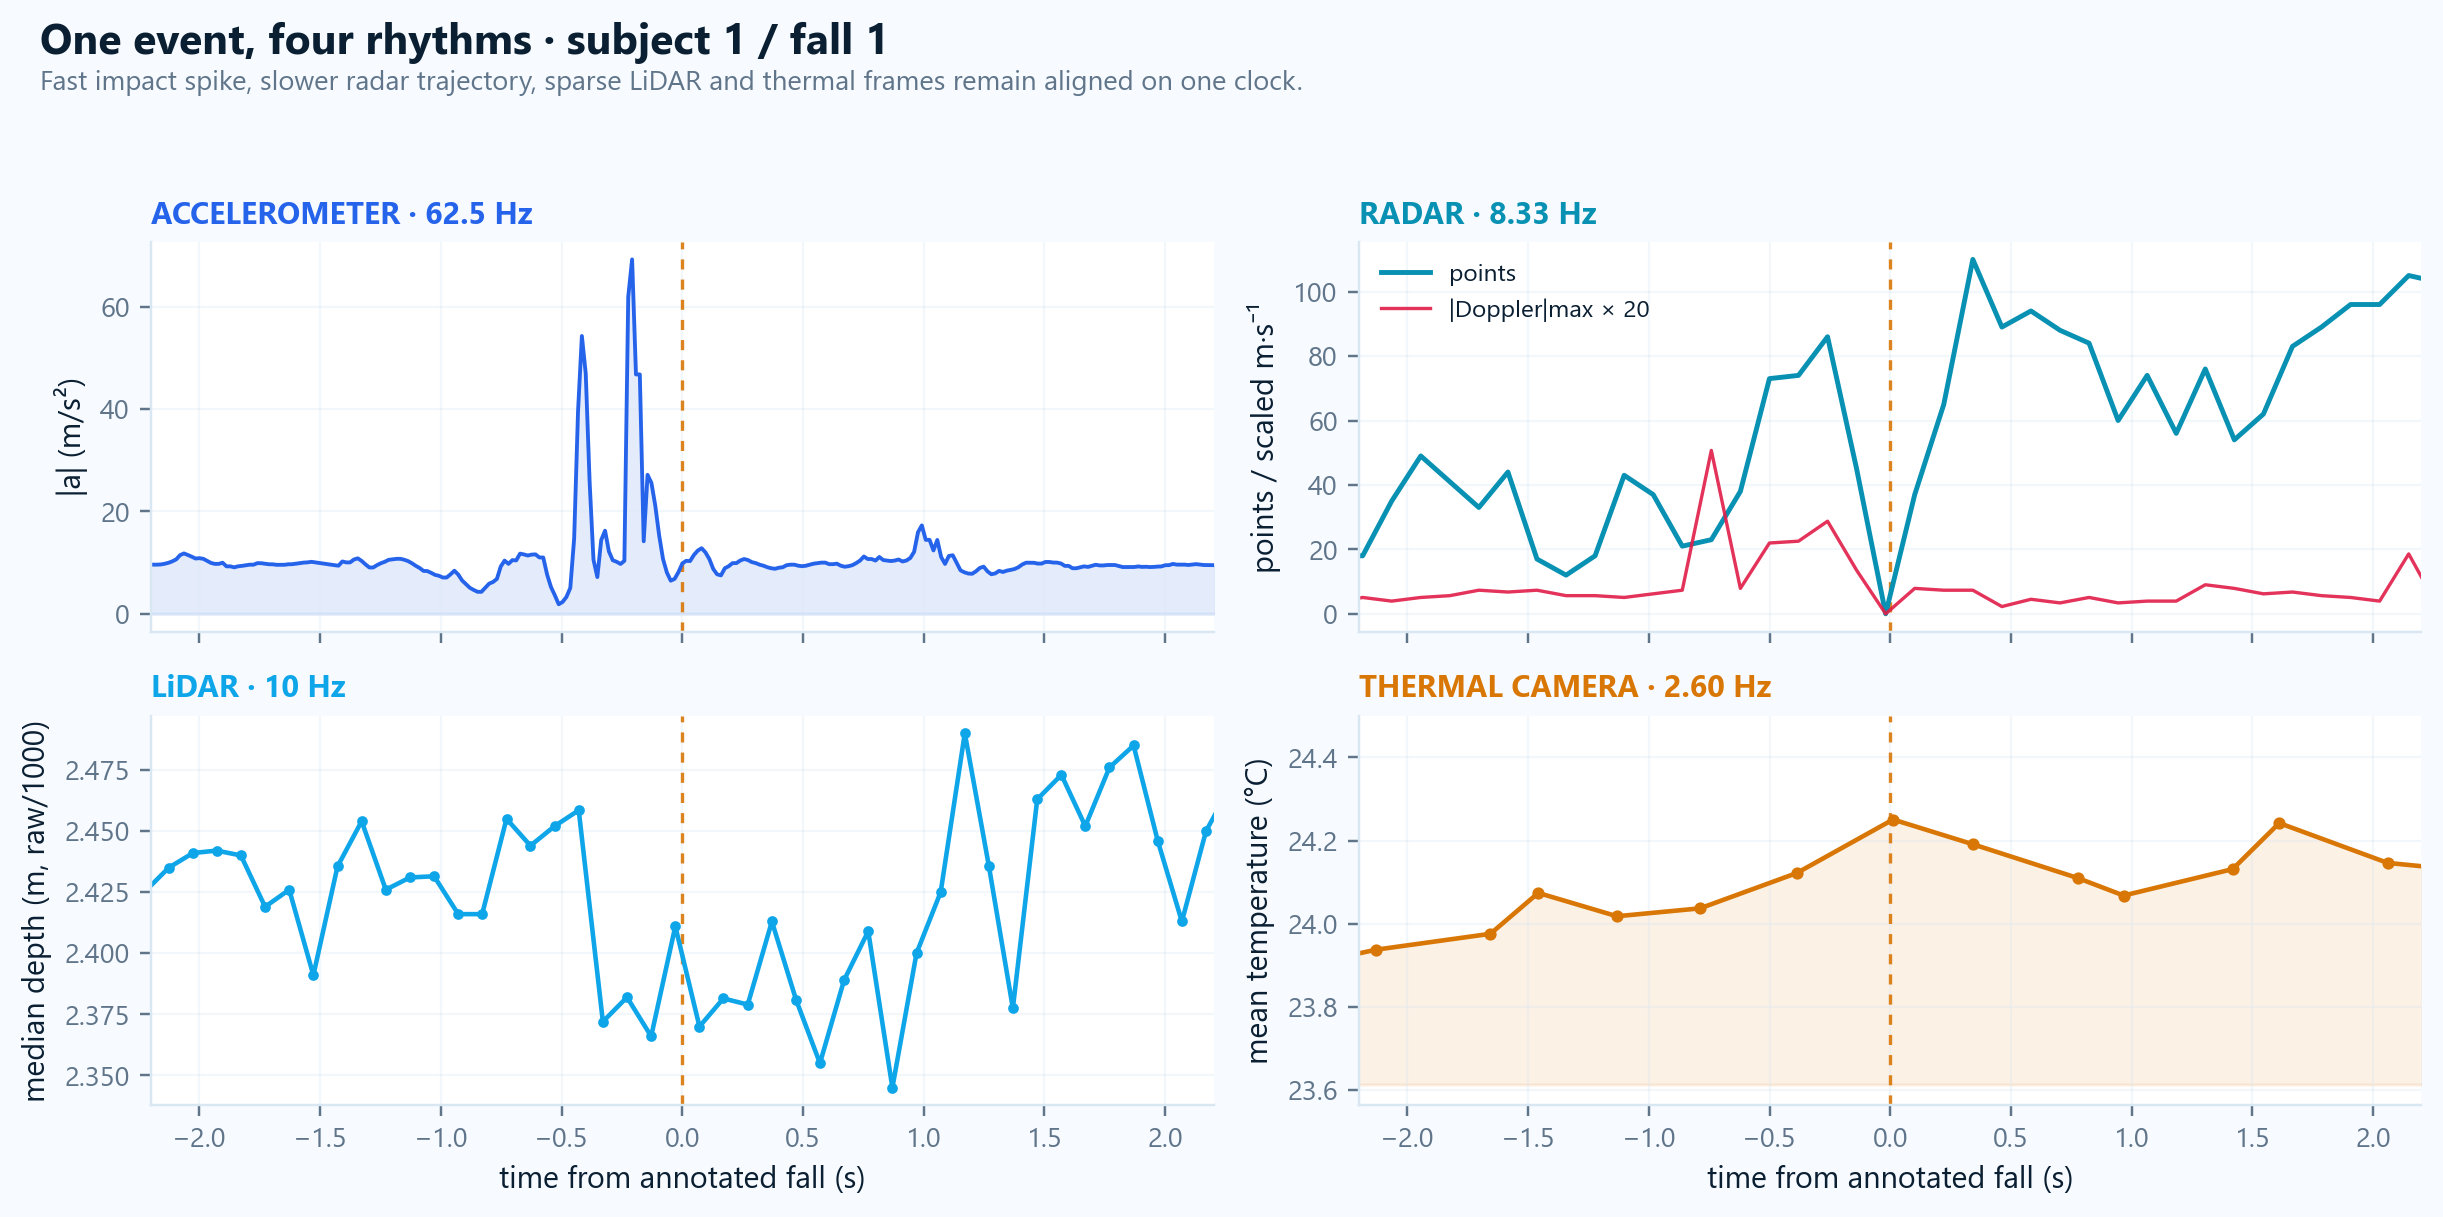 One event, four rhythms · subject 1 / fall 1
Fast impact spike, slower radar trajectory, sparse LiDAR and thermal frames remain aligned on one clock.
ACCELEROMETER · 62.5 Hz
|a| (m/s²)
60
40
20
0
RADAR · 8.33 Hz
points / scaled m·s⁻¹
100
80
60
40
20
0
points
|Doppler|max × 20
LiDAR · 10 Hz
median depth (m, raw/1000)
2.475
2.450
2.425
2.400
2.375
2.350
−2.0 −1.5 −1.0 −0.5 0.0 0.5 1.0 1.5 2.0
time from annotated fall (s)
THERMAL CAMERA · 2.60 Hz
mean temperature (°C)
24.4
24.2
24.0
23.8
23.6
−2.0 −1.5 −1.0 −0.5 0.0 0.5 1.0 1.5 2.0
time from annotated fall (s)